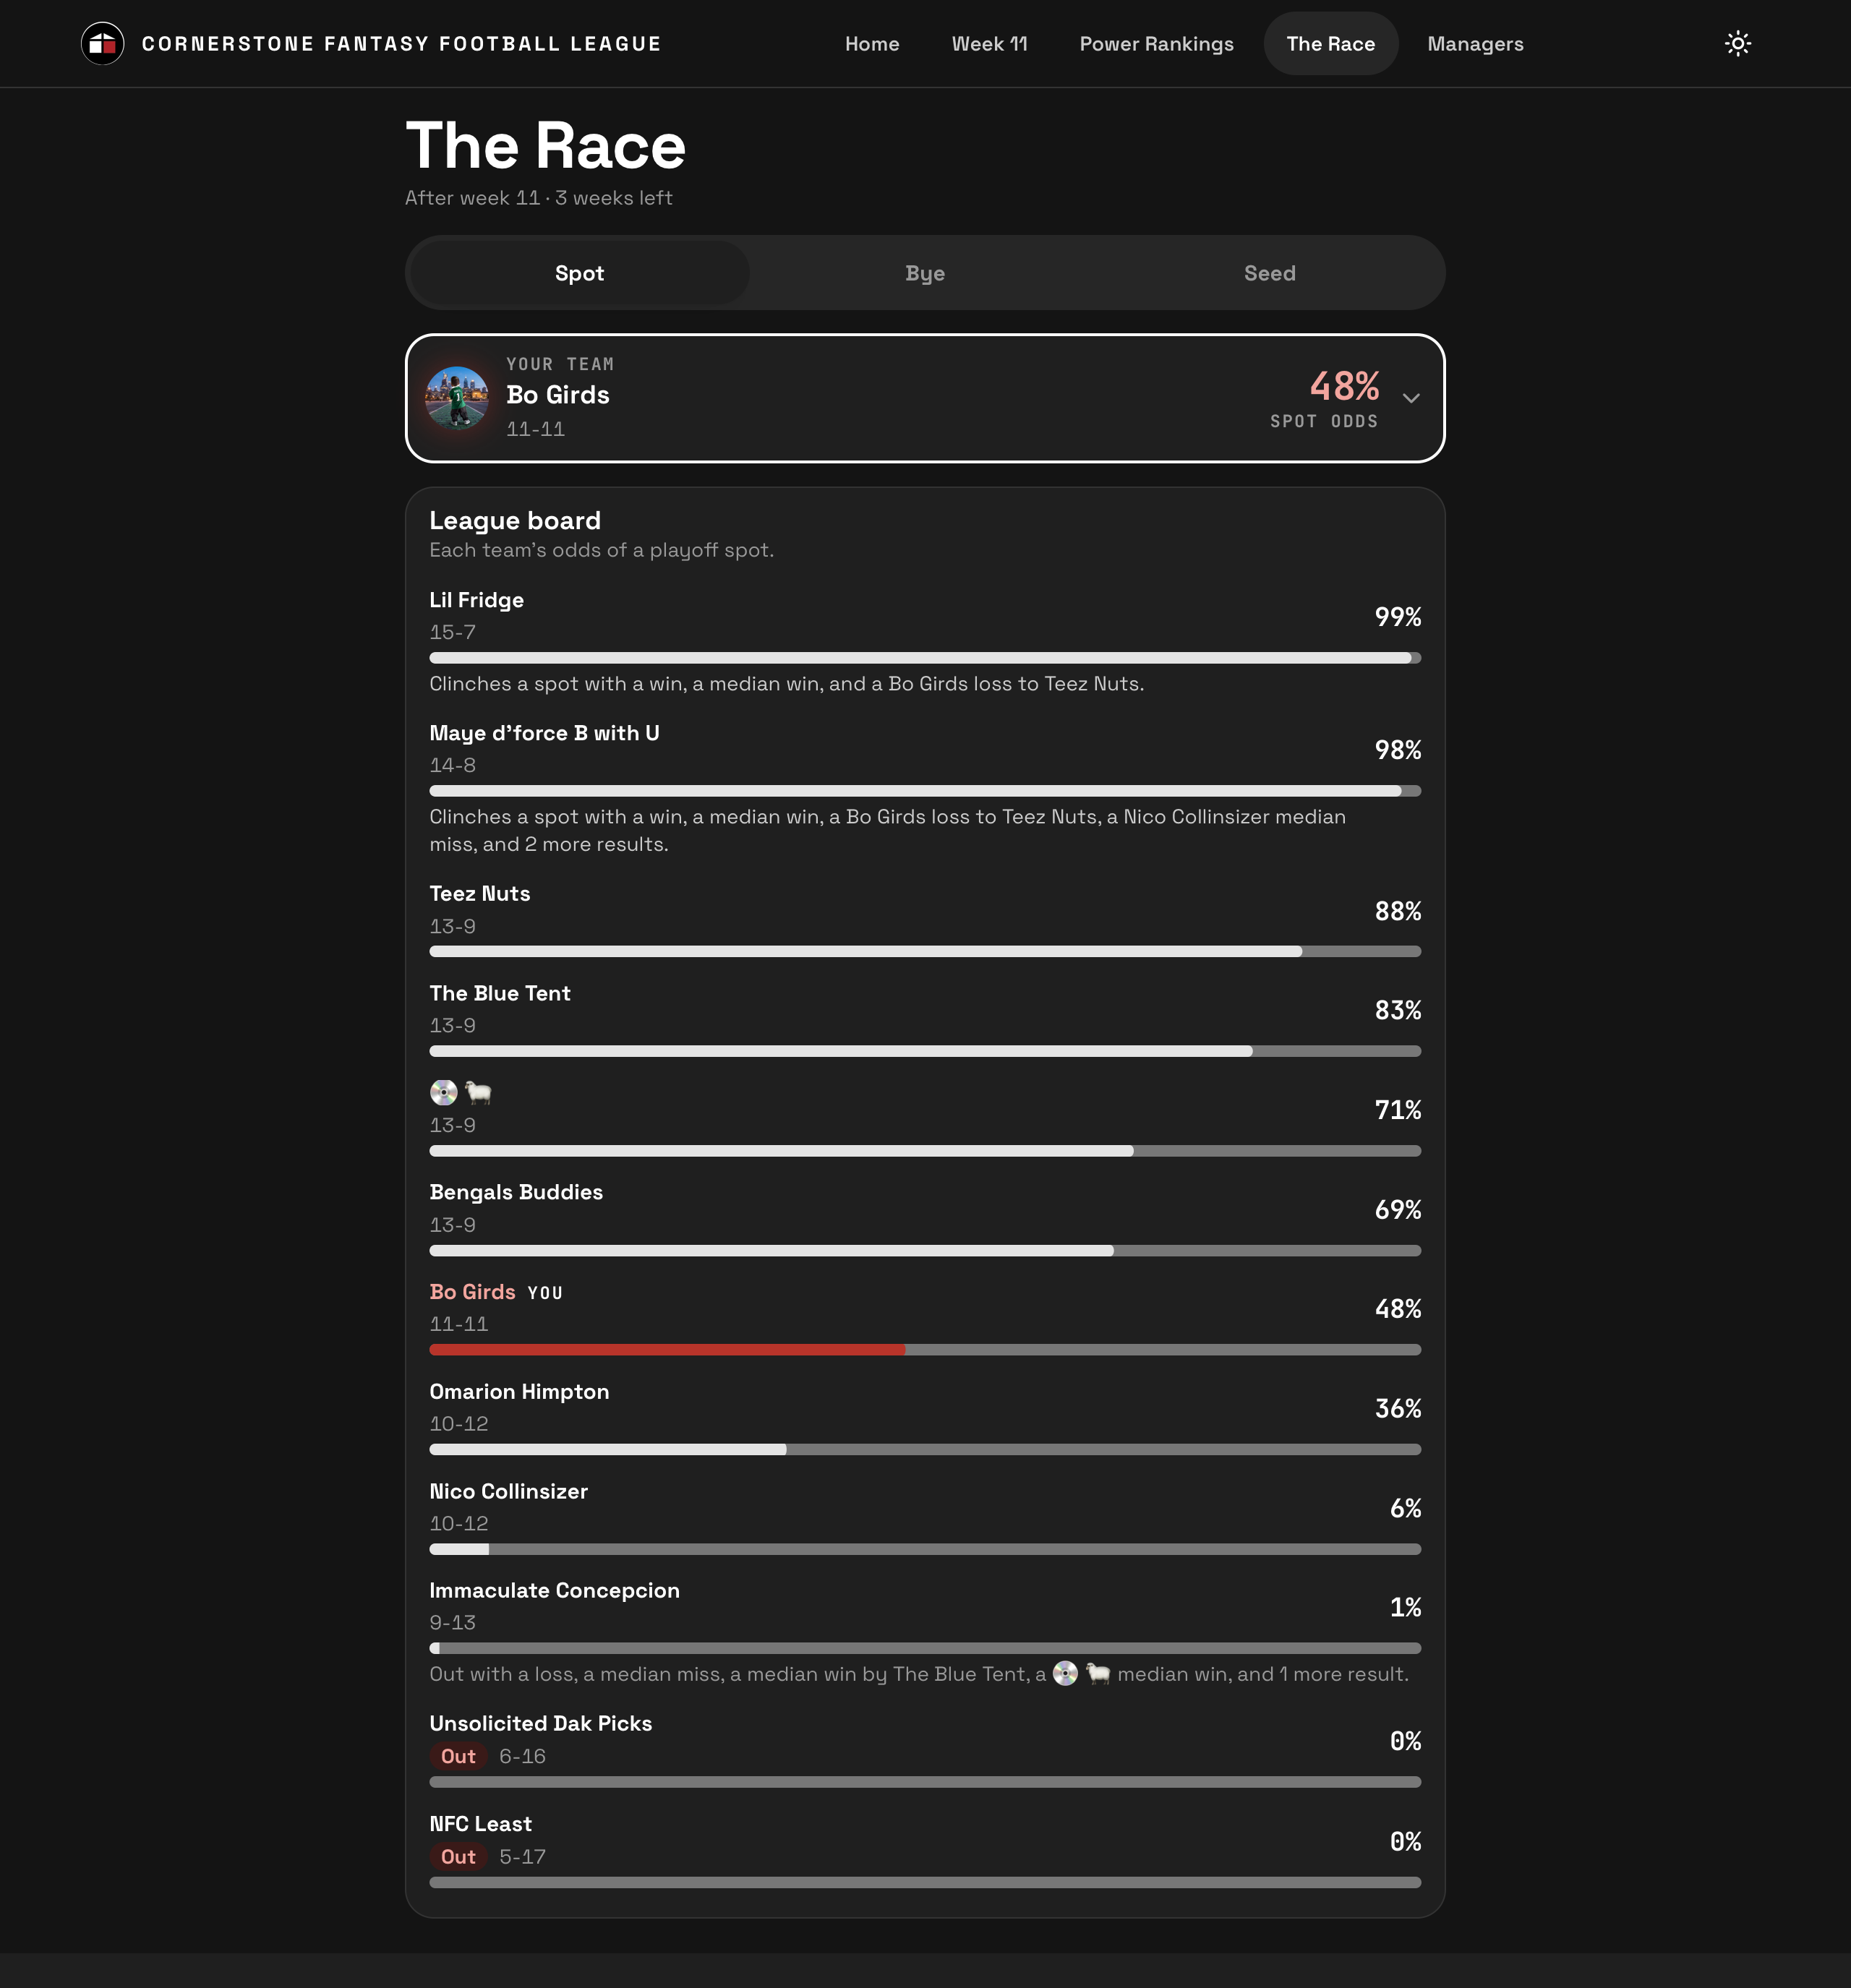 CORNERSTONE FANTASY FOOTBALL LEAGUE
Home
Week 11
Power Rankings
The Race
Managers
The Race
After week 11 · 3 weeks left
Spot
Bye
Seed
YOUR TEAM
Bo Girds
11-11
48%
SPOT ODDS
League board
Each team’s odds of a playoff spot.
Lil Fridge
15-7
99%
Clinches a spot with a win, a median win, and a Bo Girds loss to Teez Nuts.
Maye d’force B with U
14-8
98%
Clinches a spot with a win, a median win, a Bo Girds loss to Teez Nuts, a Nico Collinsizer median
miss, and 2 more results.
Teez Nuts
13-9
88%
The Blue Tent
13-9
83%
💿 🐑
13-9
71%
Bengals Buddies
13-9
69%
Bo Girds YOU
11-11
48%
Omarion Himpton
10-12
36%
Nico Collinsizer
10-12
6%
Immaculate Concepcion
9-13
1%
Out with a loss, a median miss, a median win by The Blue Tent, a 💿 🐑 median win, and 1 more result.
Unsolicited Dak Picks
Out 6-16
0%
NFC Least
Out 5-17
0%